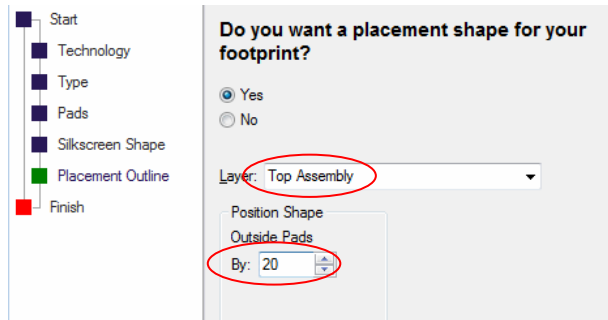 Start
Technology
Type
Pads
Silkscreen Shape
Placement Outline
Finish
Do you want a placement shape for your
footprint?
Yes
No
Layer: Top Assembly
Position Shape
Outside Pads
By: 20